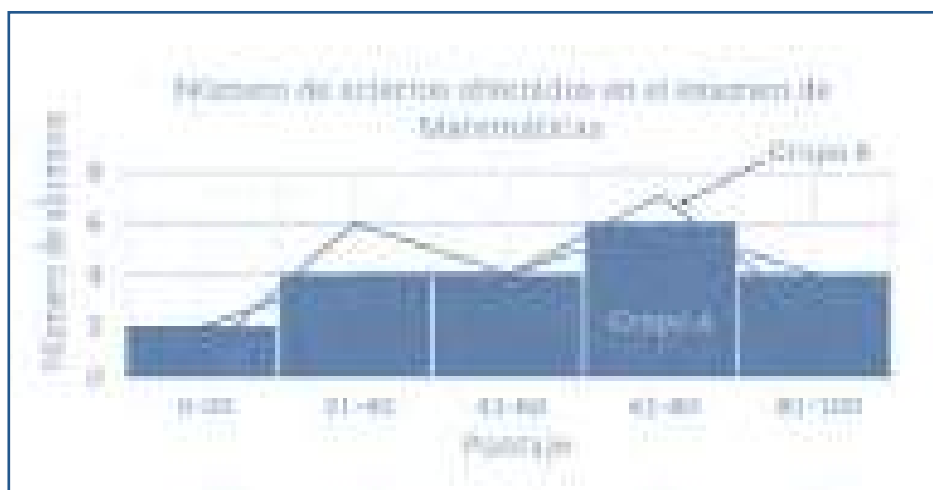 Número de aciertos obtenidos en el examen de
Matemáticas
Número de alumnos
Grupo B
8
6
4
2
0
Grupo A
0-20
21-40
41-60
61-80
81-100
Puntaje